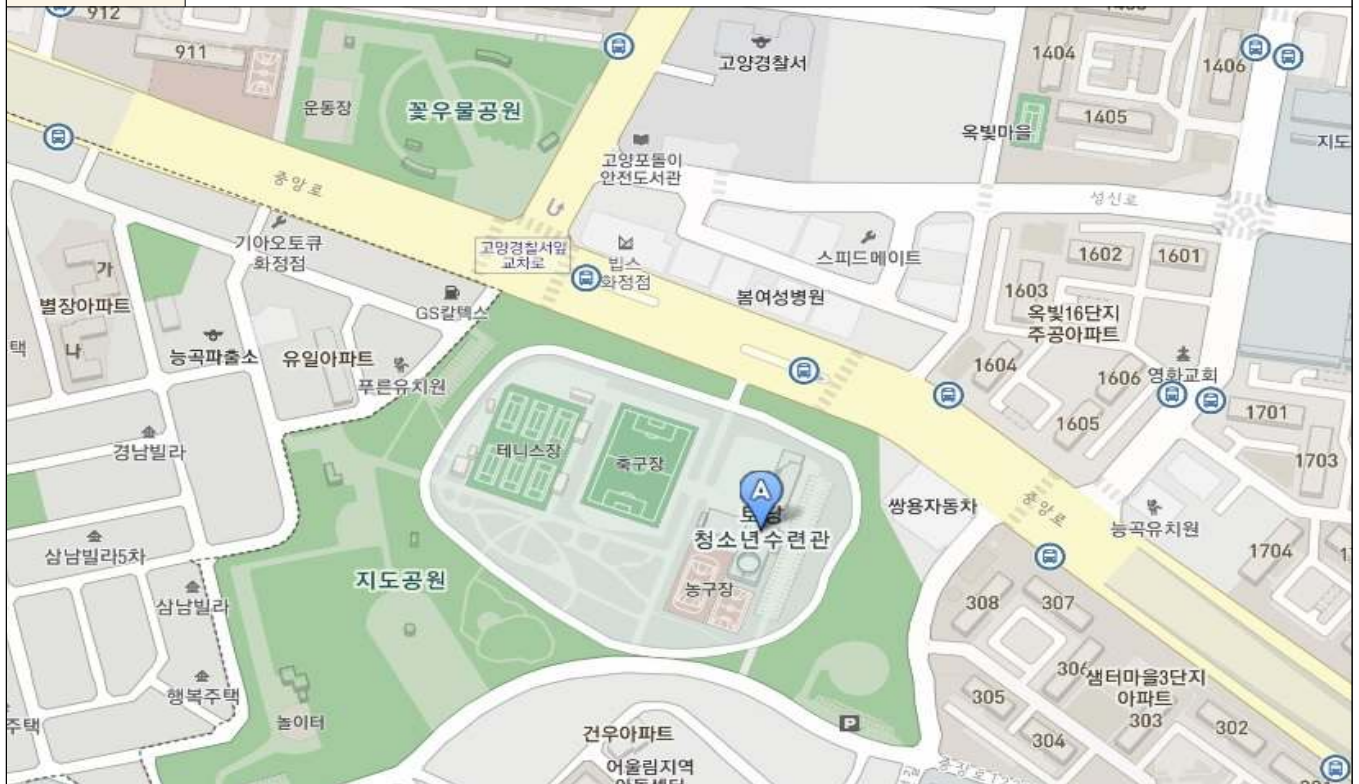 912
911
운동장
꽃우물공원
고양경찰서
1404
1406
1405
옥빛마을
지도
고양포돌이
안전도서관
중앙로
성신로
기아오토큐
화정점
고양경찰서앞
교차로
빕스
화정점
스피드메이트
1602
1601
가
별장아파트
나
택
GS칼텍스
봄여성병원
1603
옥빛16단지
주공아파트
능곡파출소
유일아파트
푸른유치원
1604
1606
영화교회
1605
1701
경남빌라
테니스장
축구장
1703
A
청소년수련관
쌍용자동차
중앙로
능곡유치원
삼남빌라5차
1704
지도공원
농구장
삼남빌라
308
307
306
샘터마을3단지
아파트
행복주택
305
303
302
304
주택
놀이터
P
건우아파트
어울림지역